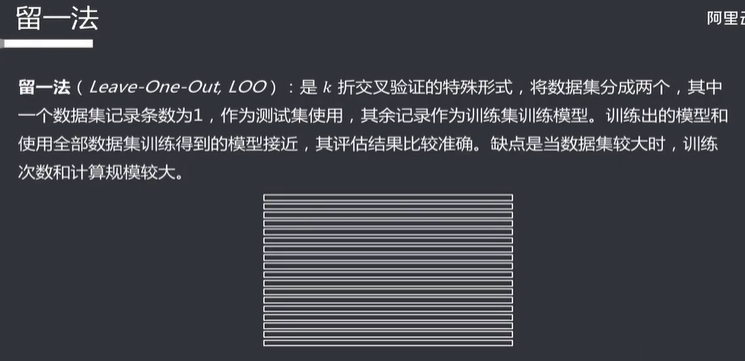 留一法
阿里云
留一法（Leave-One-Out, LOO）：是 k 折交叉验证的特殊形式，将数据集分成两个，其中
一个数据集记录条数为1，作为测试集使用，其余记录作为训练集训练模型。训练出的模型和
使用全部数据集训练得到的模型接近，其评估结果比较准确。缺点是当数据集较大时，训练
次数和计算规模较大。